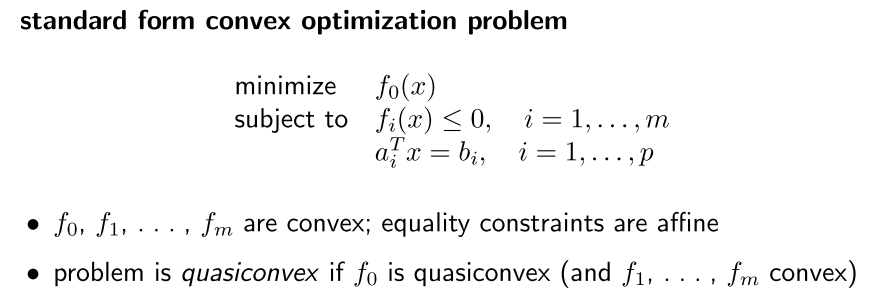 standard form convex optimization problem
minimize f₀(x)
subject to fᵢ(x) ≤ 0, i = 1, . . . , m
aᵢᵀx = bᵢ, i = 1, . . . , p
• f₀, f₁, . . . , fₘ are convex; equality constraints are affine
• problem is quasiconvex if f₀ is quasiconvex (and f₁, . . . , fₘ convex)